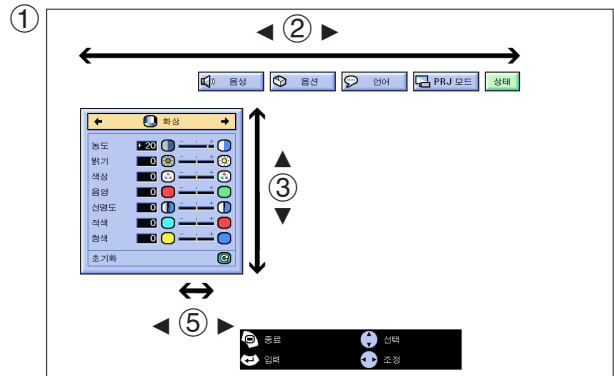 ①
◀ ② ▶
음성 옵션 언어 PRJ 모드 상태
화상
농도 + 20 - +
밝기 0 - +
색상 0 - +
음영 0 - +
선명도 0 - +
적색 0 - +
청색 0 - +
초기화
▲
③
▼
◀ ⑤ ▶
종료 선택
입력 조정